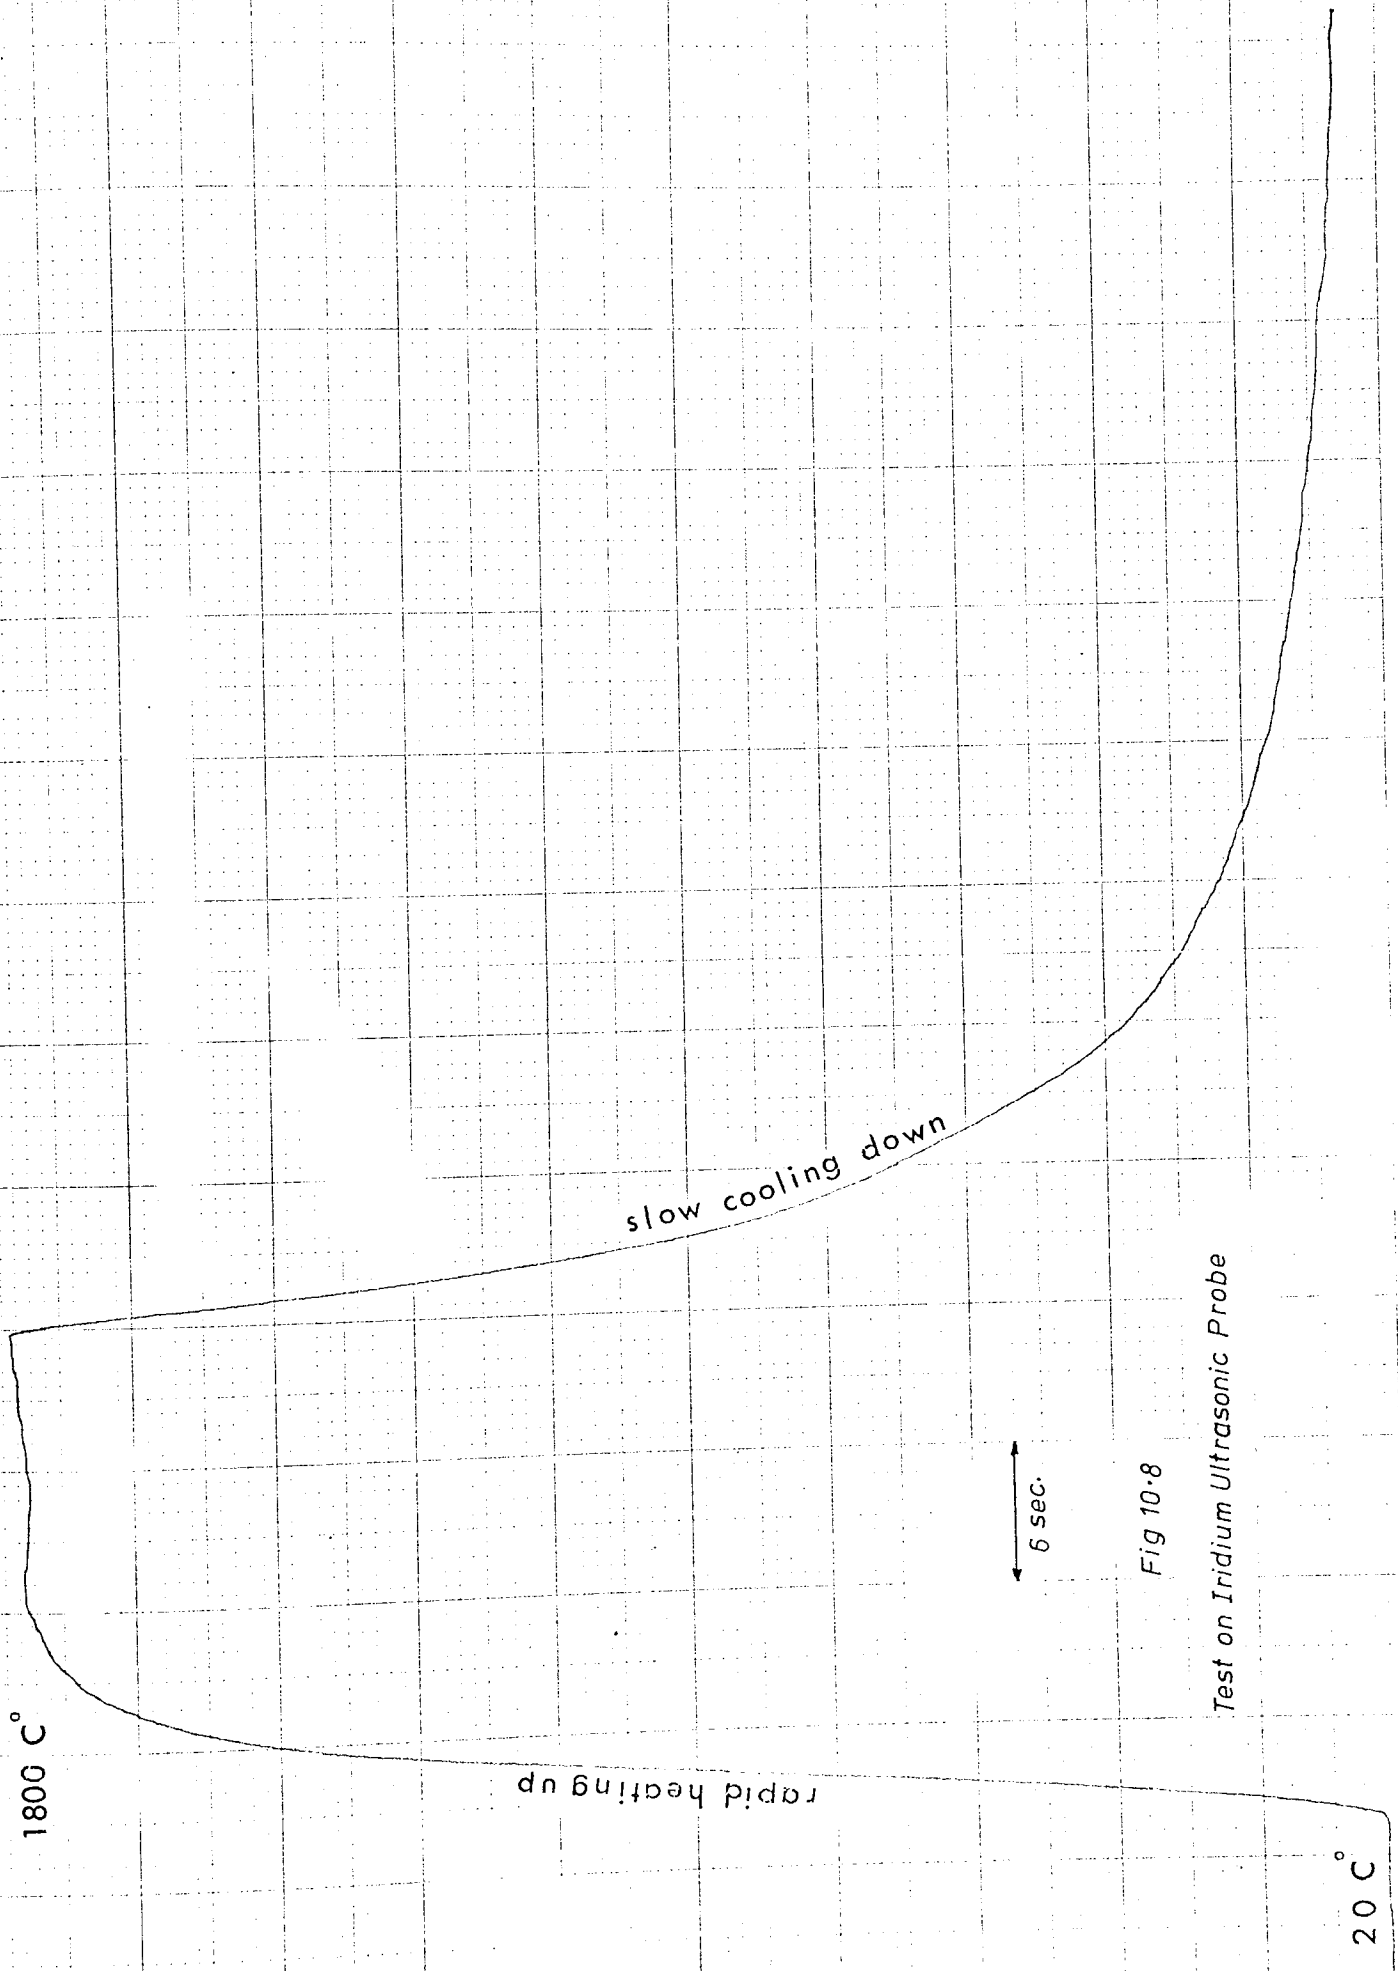 1800 C°
slow cooling down
rapid heating up
6 sec.
Fig 10·8
Test on Iridium Ultrasonic Probe
20 C°